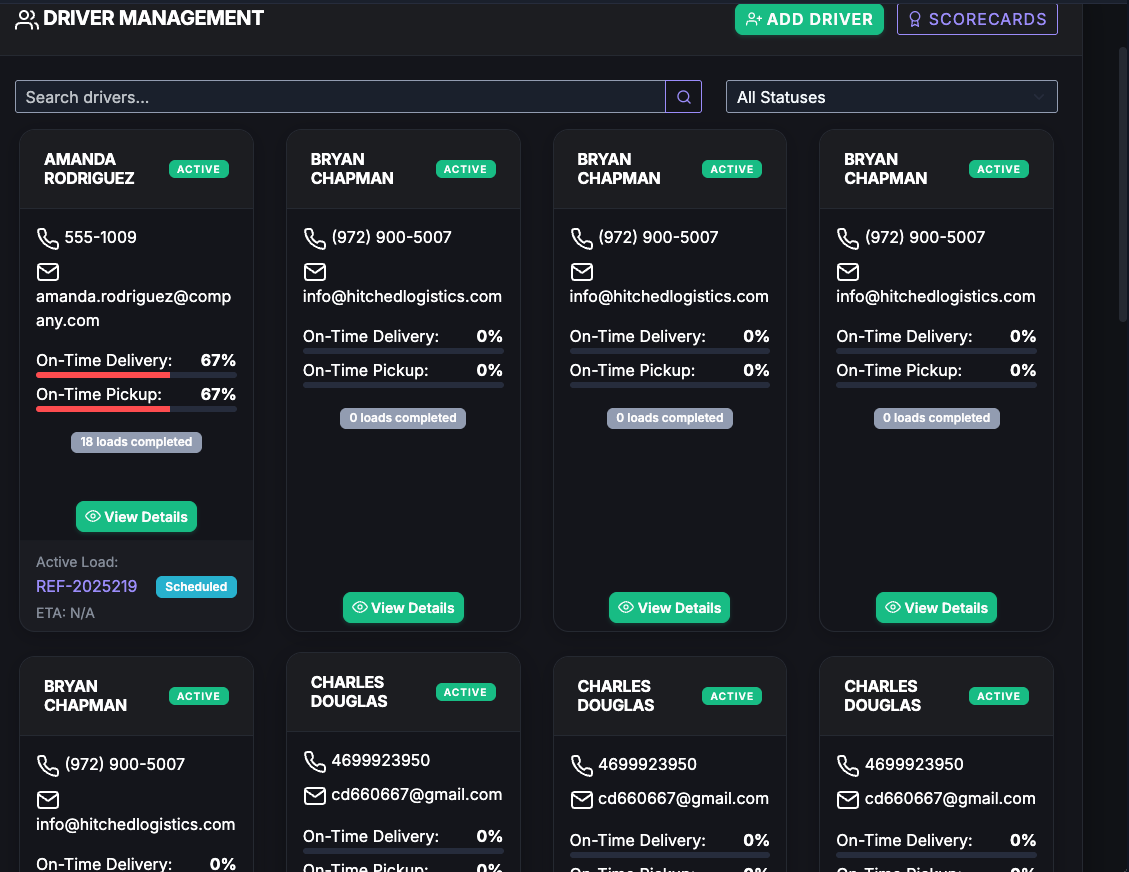 DRIVER MANAGEMENT
ADD DRIVER
SCORECARDS
Search drivers...
All Statuses
AMANDA
RODRIGUEZ
ACTIVE
555-1009
amanda.rodriguez@comp
any.com
On-Time Delivery: 67%
On-Time Pickup: 67%
18 loads completed
View Details
Active Load:
REF-2025219 Scheduled
ETA: N/A
BRYAN
CHAPMAN
ACTIVE
(972) 900-5007
info@hitchedlogistics.com
On-Time Delivery: 0%
On-Time Pickup: 0%
0 loads completed
View Details
BRYAN
CHAPMAN
ACTIVE
(972) 900-5007
info@hitchedlogistics.com
On-Time Delivery: 0%
On-Time Pickup: 0%
0 loads completed
View Details
BRYAN
CHAPMAN
ACTIVE
(972) 900-5007
info@hitchedlogistics.com
On-Time Delivery: 0%
On-Time Pickup: 0%
0 loads completed
View Details
BRYAN
CHAPMAN
ACTIVE
(972) 900-5007
info@hitchedlogistics.com
On-Time Delivery: 0%
CHARLES
DOUGLAS
ACTIVE
4699923950
cd660667@gmail.com
On-Time Delivery: 0%
On-Time Pickup: 0%
CHARLES
DOUGLAS
ACTIVE
4699923950
cd660667@gmail.com
On-Time Delivery: 0%
CHARLES
DOUGLAS
ACTIVE
4699923950
cd660667@gmail.com
On-Time Delivery: 0%